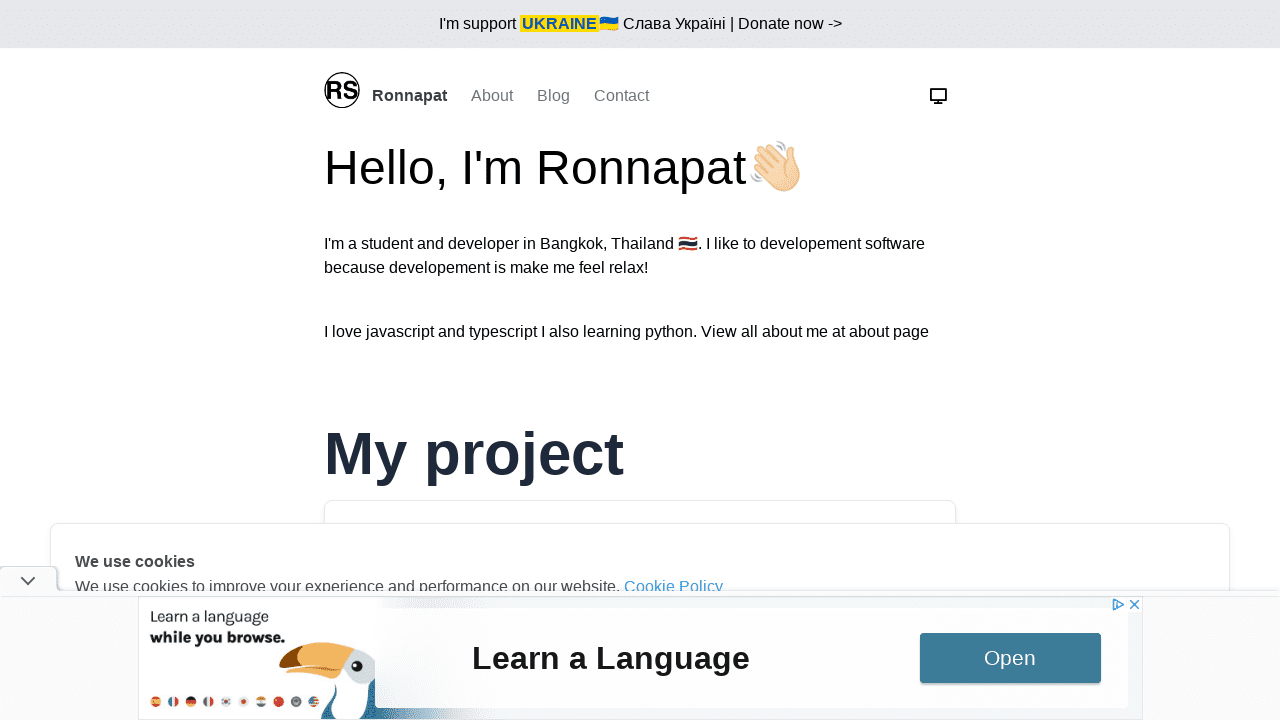 I'm support UKRAINE 🇺🇦 Слава Україні | Donate now ->
RS Ronnapat About Blog Contact
Hello, I'm Ronnapat👋🏻
I'm a student and developer in Bangkok, Thailand 🇹🇭. I like to developement software
because developement is make me feel relax!
I love javascript and typescript I also learning python. View all about me at about page
My project
We use cookies
We use cookies to improve your experience and performance on our website. Cookie Policy
Learn a language
while you browse.
Learn a Language
Open